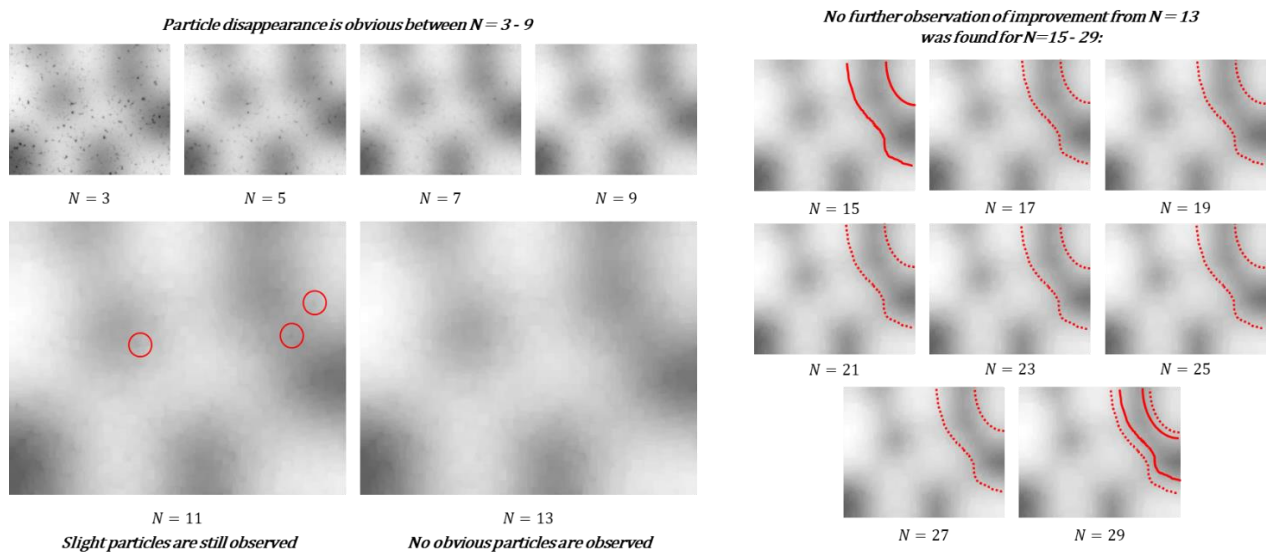 Particle disappearance is obvious between N = 3 - 9
N = 3
N = 5
N = 7
N = 9
N = 11
N = 13
Slight particles are still observed
No obvious particles are observed
No further observation of improvement from N = 13
was found for N=15 - 29:
N = 15
N = 17
N = 19
N = 21
N = 23
N = 25
N = 27
N = 29